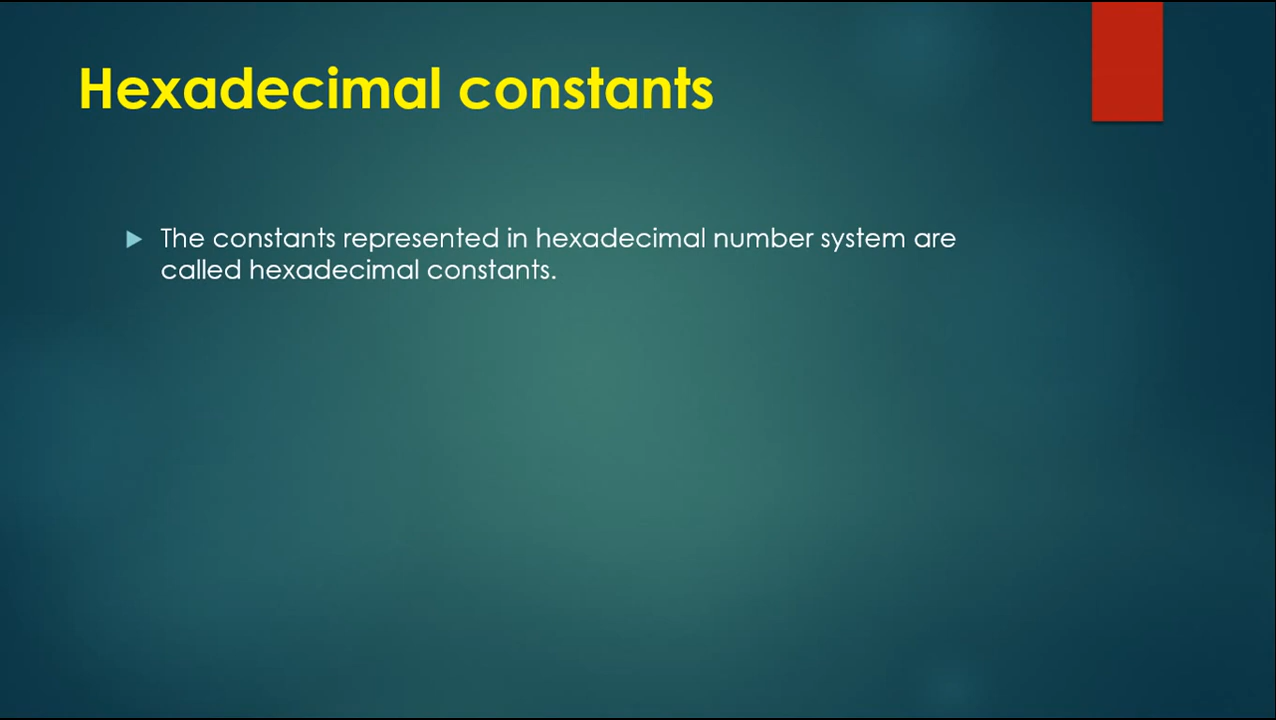 Hexadecimal constants
The constants represented in hexadecimal number system are
called hexadecimal constants.